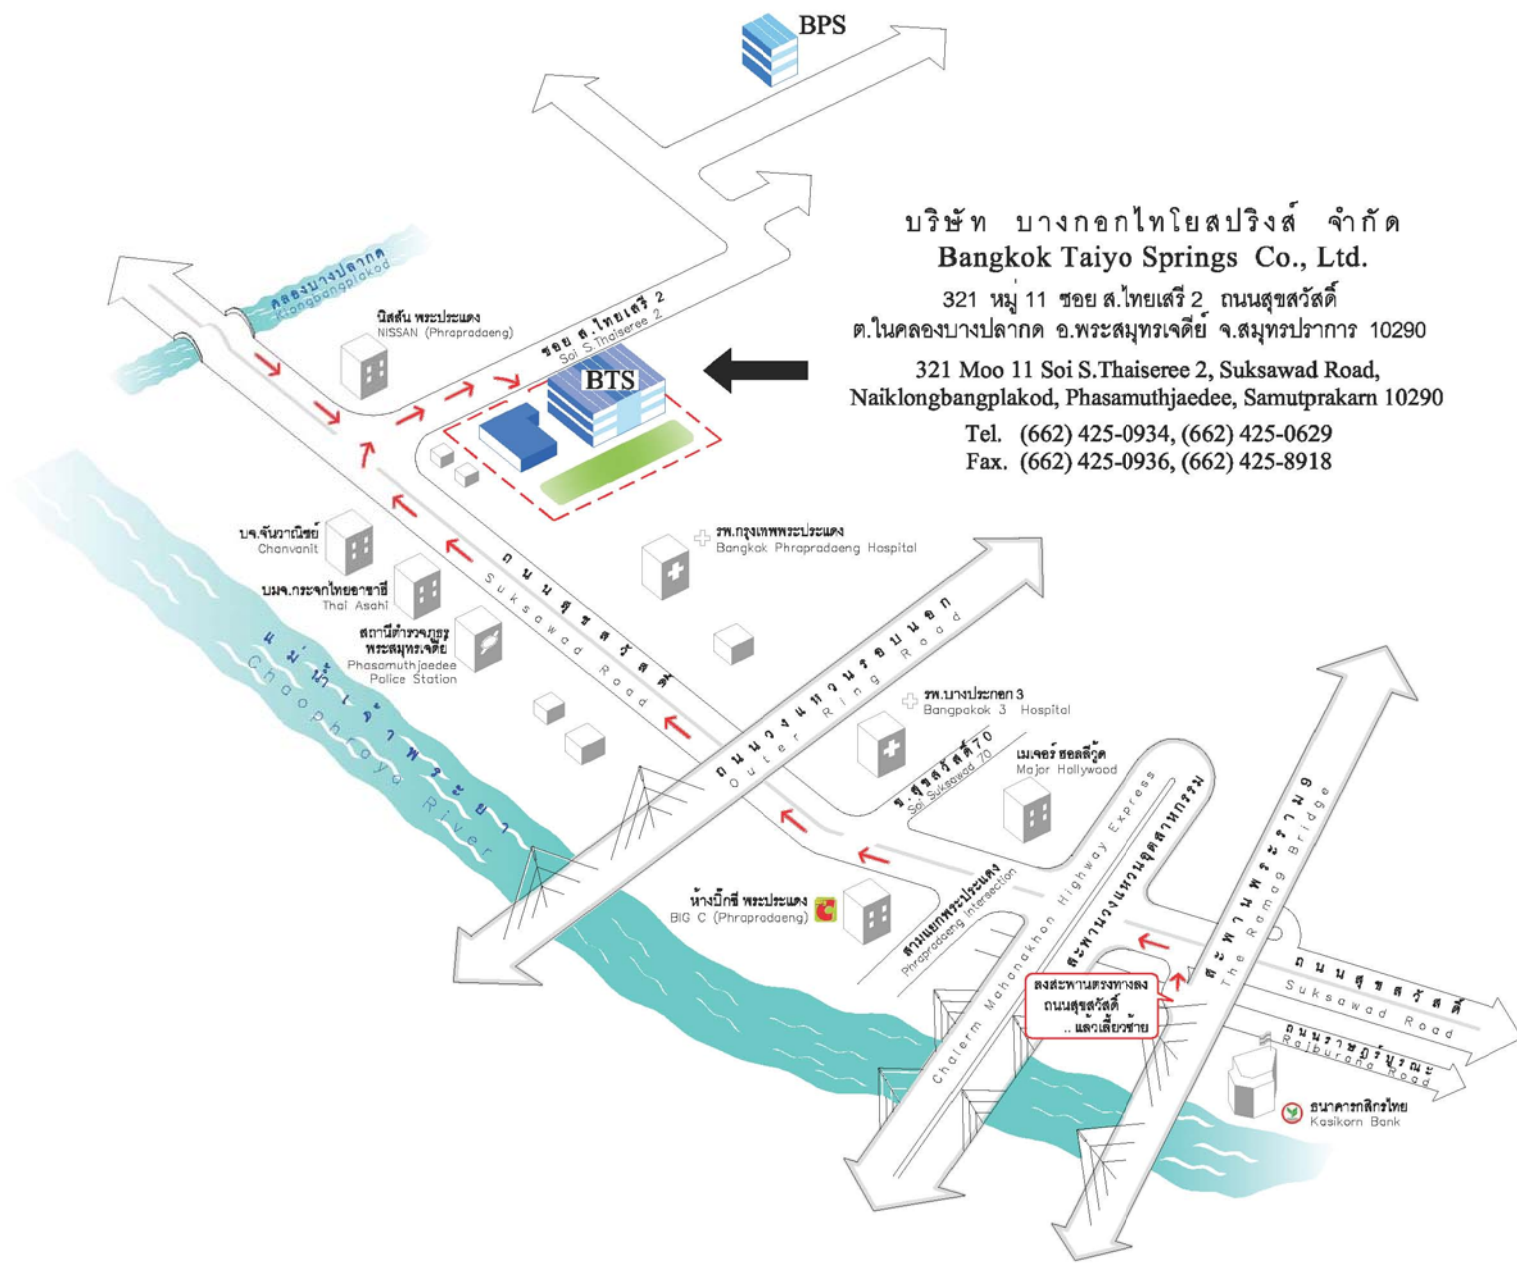 BPS
บริษัท บางกอกไทโยสปริงส์ จำกัด
Bangkok Taiyo Springs Co., Ltd.
321 หมู่ 11 ซอย ส.ไทยเสรี 2 ถนนสุขสวัสดิ์
ต.ในคลองบางปลากด อ.พระสมุทรเจดีย์ จ.สมุทรปราการ 10290
321 Moo 11 Soi S.Thaiseree 2, Suksawad Road,
Naiklongbangplakod, Phasamuthjaedee, Samutprakarn 10290
Tel. (662) 425-0934, (662) 425-0629
Fax. (662) 425-0936, (662) 425-8918
คลองบางปลากด
Klongbangplakod
นิสสัน พระประแดง
NISSAN (Phrapradaeng)
ซอย ส.ไทยเสรี 2
Soi S.Thaiseree 2
BTS
บจ.จันวาณิชย์
Chanvanit
บมจ.กระจกไทยอาซาฮี
Thai Asahi
สถานีตำรวจภูธร
พระสมุทรเจดีย์
Phasamuthjaedee
Police Station
รพ.กรุงเทพพระประแดง
Bangkok Phrapradaeng Hospital
ถนนสุขสวัสดิ์
Suksawad Road
แม่น้ำเจ้าพระยา
Chaophraya River
ถนนวงแหวนรอบนอก
Outer Ring Road
รพ.บางปะกอก 3
Bangpakok 3 Hospital
ซ.สุขสวัสดิ์70
Soi Suksawad 70
เมเจอร์ ฮอลลีวู้ด
Major Hollywood
ห้างบิ๊กซี พระประแดง
BIG C (Phrapradaeng)
สามแยกพระประแดง
Phrapradaeng Intersection
Chalerm Mahanakhon Highway Express
สะพานวงแหวนอุตสาหกรรม
สะพานพระราม9
The Rama9 Bridge
ลงสะพานตรงทางลง
ถนนสุขสวัสดิ์
.. แล้วเลี้ยวซ้าย
ถนนสุขสวัสดิ์
Suksawad Road
ถนนราษฎร์บูรณะ
Rajburana Road
ธนาคารกสิกรไทย
Kasikorn Bank